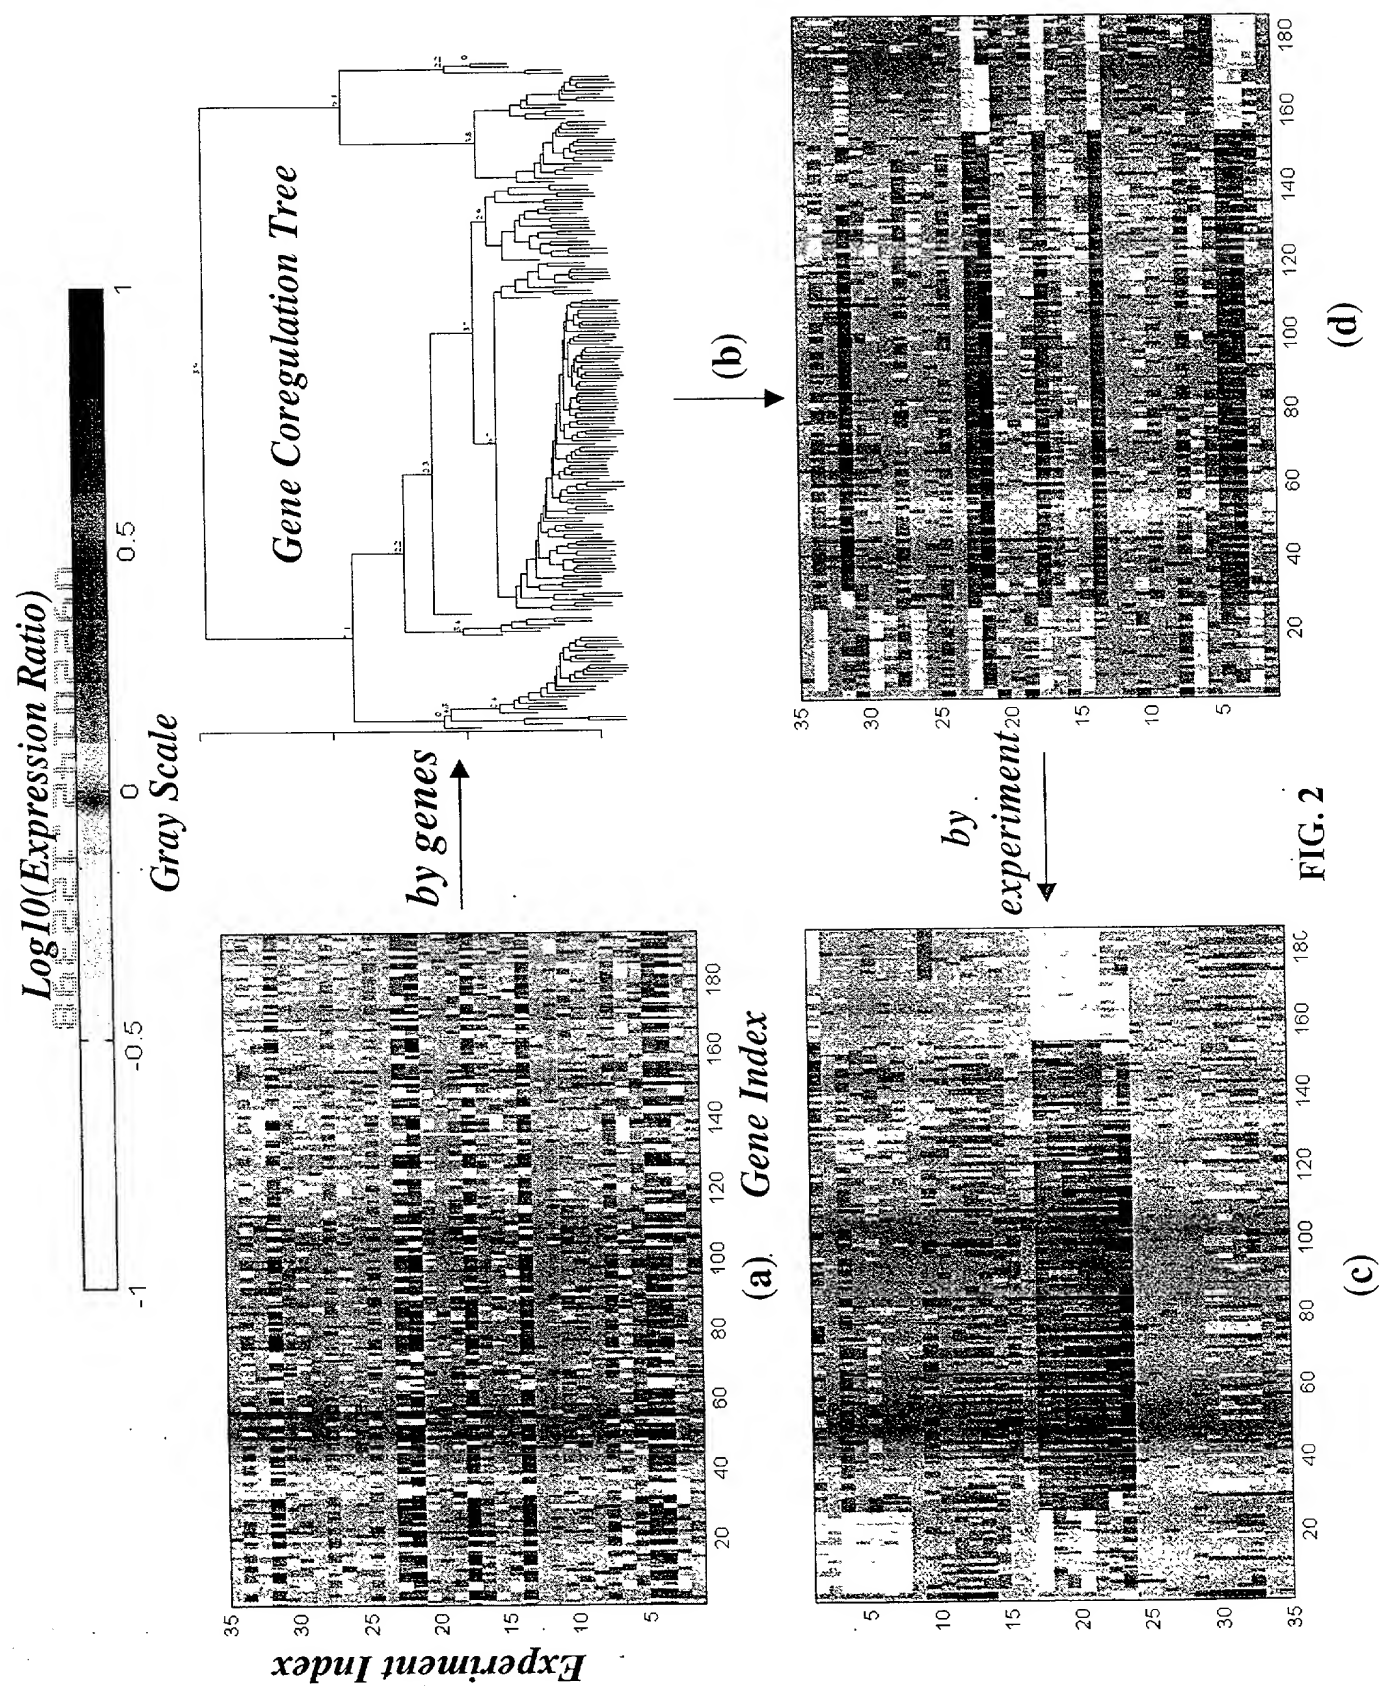 Log10(Expression Ratio)
-1 -0.5 0 0.5 1
Gray Scale
Experiment Index
35
30
25
20
15
10
5
20 40 60 80 100 120 140 160 180
(a) Gene Index
by genes
Gene Coregulation Tree
(b)
5
10
15
20
25
30
35
20 40 60 80 100 120 140 160
(c)
by
experiment
35
30
25
20
15
10
5
20 40 60 80 100 120 140 160 180
(d)
FIG. 2